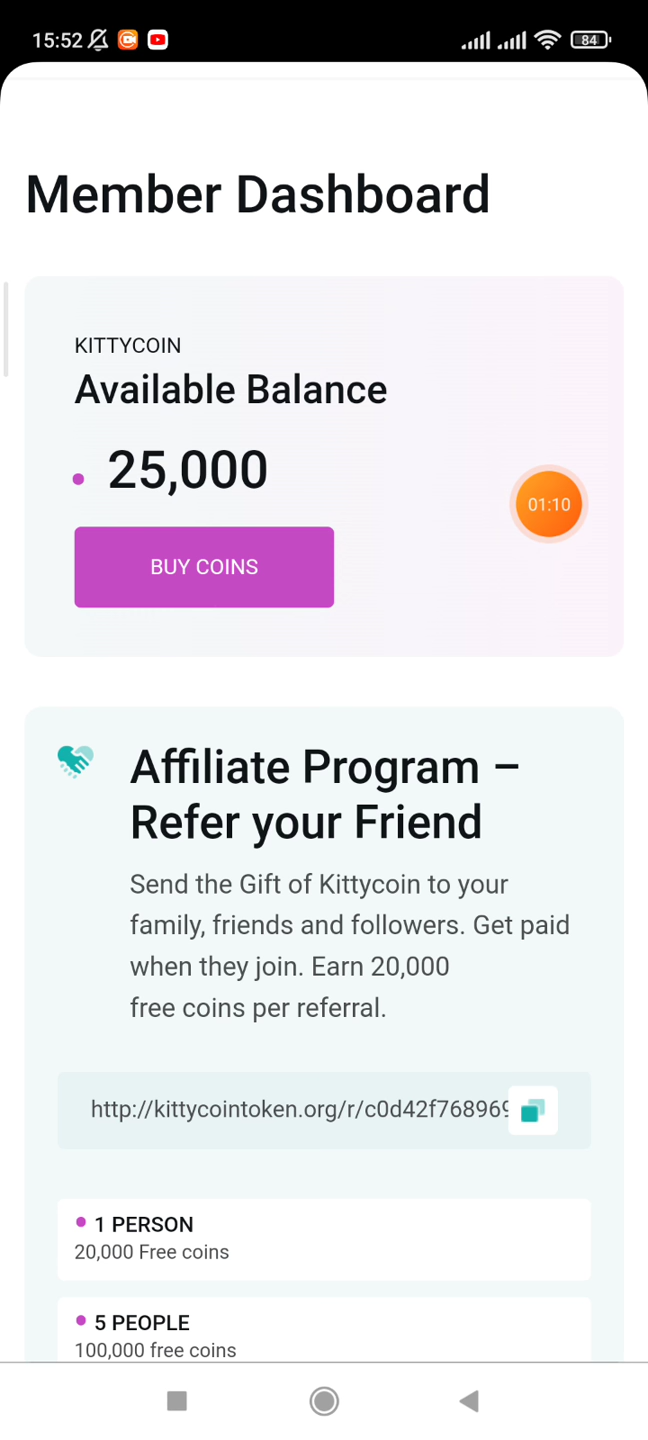 15:52
84
Member Dashboard
KITTYCOIN
Available Balance
25,000
01:10
BUY COINS
Affiliate Program –
Refer your Friend
Send the Gift of Kittycoin to your
family, friends and followers. Get paid
when they join. Earn 20,000
free coins per referral.
http://kittycointoken.org/r/c0d42f768969
1 PERSON
20,000 Free coins
5 PEOPLE
100,000 free coins